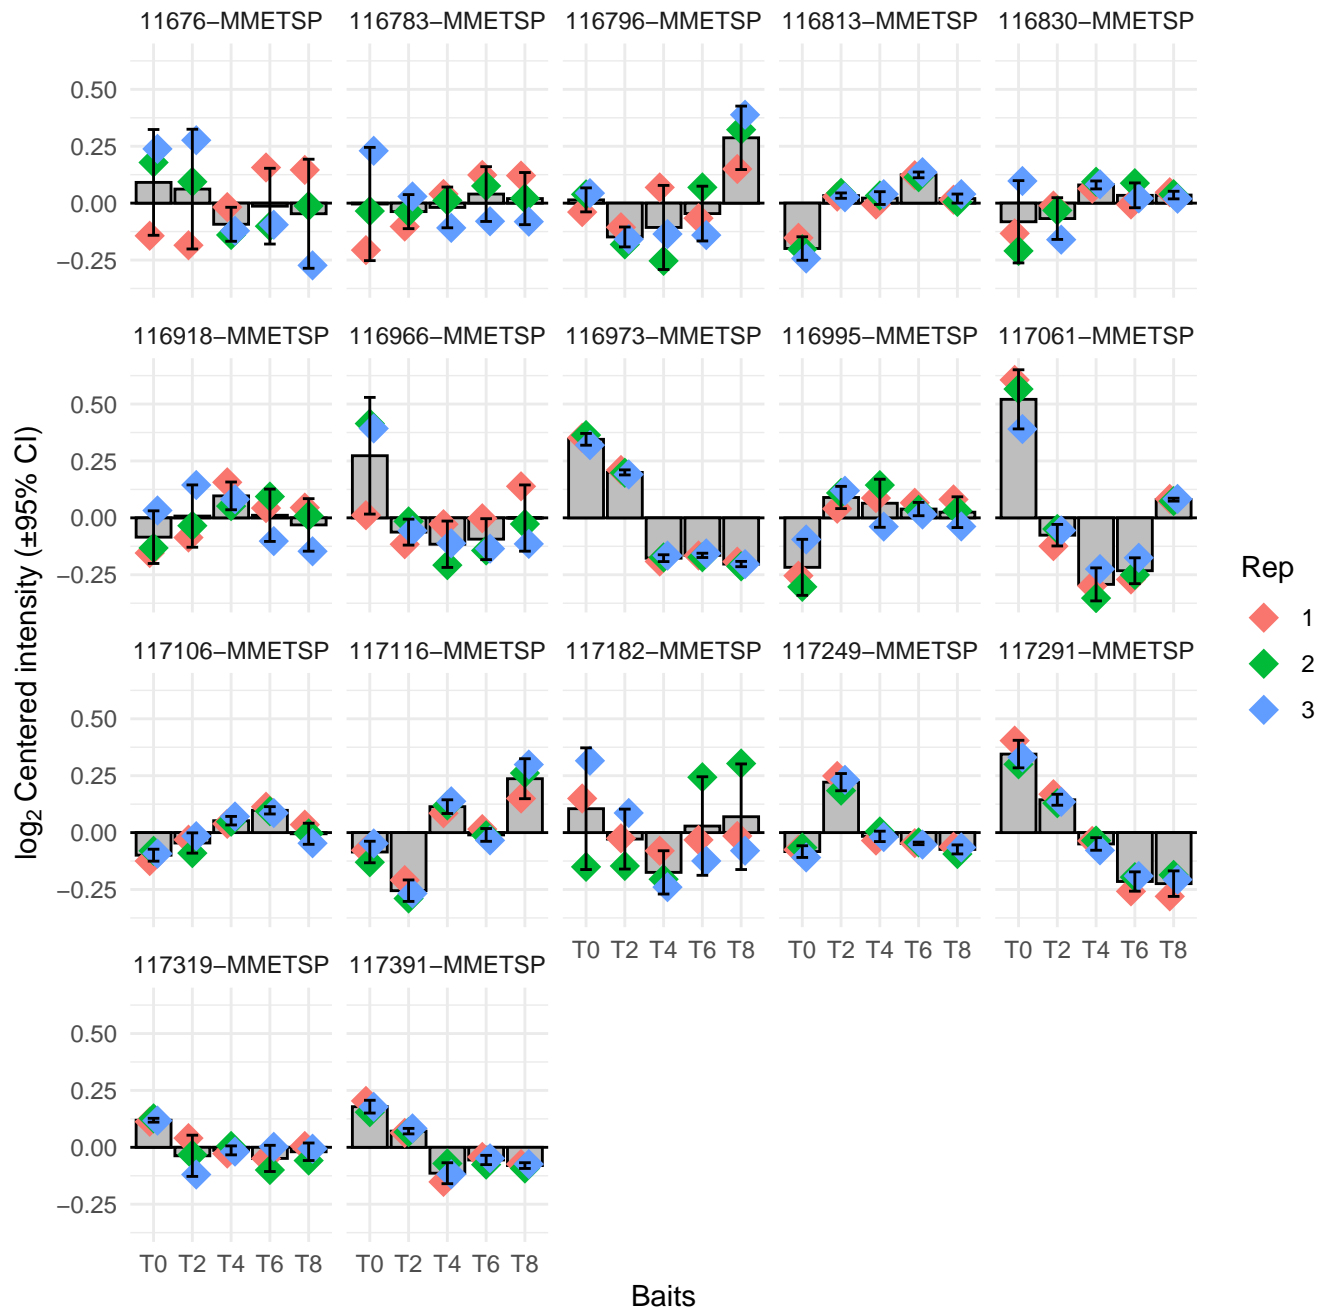 11676−MMETSP 116783−MMETSP 116796−MMETSP 116813−MMETSP 116830−MMETSP
0.50
0.25
0.00
−0.25
116918−MMETSP 116966−MMETSP 116973−MMETSP 116995−MMETSP 117061−MMETSP
0.50
0.25
0.00
−0.25
117106−MMETSP 117116−MMETSP 117182−MMETSP 117249−MMETSP 117291−MMETSP
0.50
0.25
0.00
−0.25
T0 T2 T4 T6 T8 T0 T2 T4 T6 T8 T0 T2 T4 T6 T8
117319−MMETSP 117391−MMETSP
0.50
0.25
0.00
−0.25
T0 T2 T4 T6 T8 T0 T2 T4 T6 T8
Baits
log2 Centered intensity (±95% CI)
Rep
1
2
3